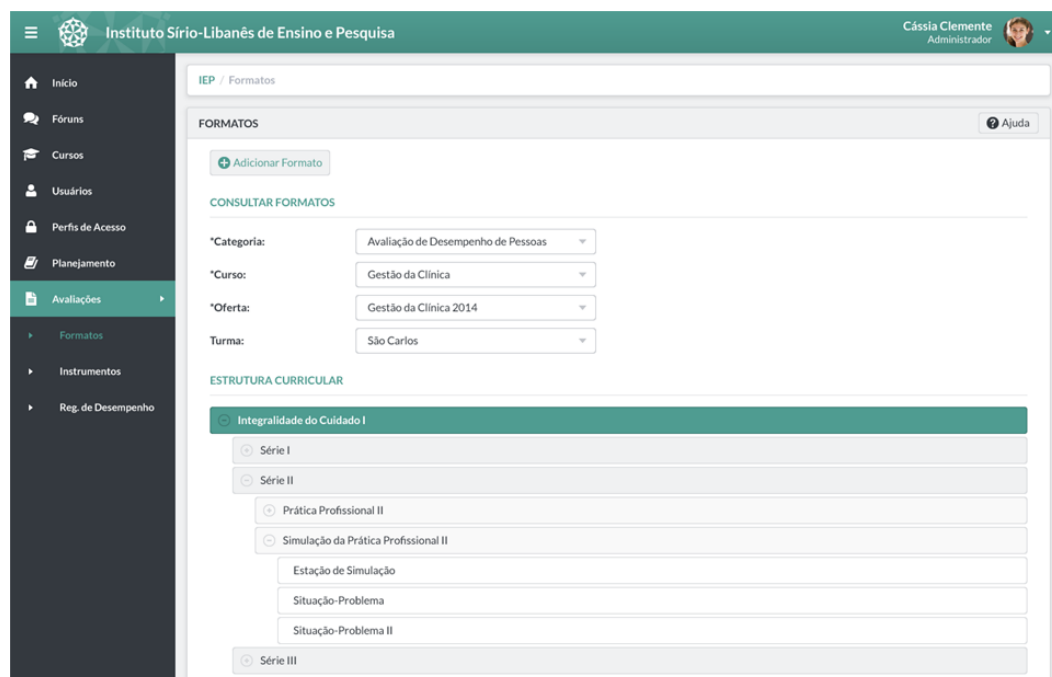 Instituto Sírio-Libanês de Ensino e Pesquisa
Cássia Clemente
Administrador
Início
Fóruns
Cursos
Usuários
Perfis de Acesso
Planejamento
Avaliações
Formatos
Instrumentos
Reg. de Desempenho
IEP / Formatos
FORMATOS
Ajuda
Adicionar Formato
CONSULTAR FORMATOS
*Categoria: Avaliação de Desempenho de Pessoas
*Curso: Gestão da Clínica
*Oferta: Gestão da Clínica 2014
Turma: São Carlos
ESTRUTURA CURRICULAR
Integralidade do Cuidado I
Série I
Série II
Prática Profissional II
Simulação da Prática Profissional II
Estação de Simulação
Situação-Problema
Situação-Problema II
Série III